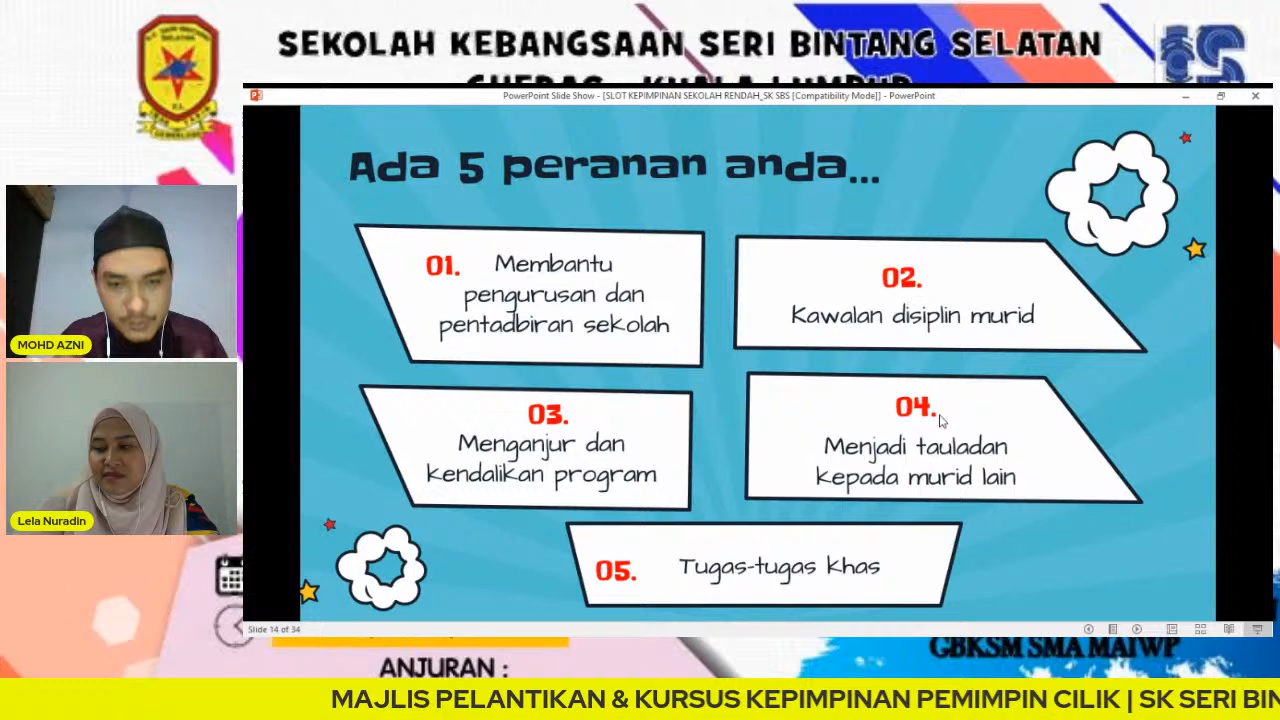 SEKOLAH KEBANGSAAN SERI BINTANG SELATAN
PowerPoint Slide Show - [SLOT KEPIMPINAN SEKOLAH RENDAH_SK SBS [Compatibility Mode]] - PowerPoint
Ada 5 peranan anda...
01. Membantu
pengurusan dan
pentadbiran sekolah
02.
Kawalan disiplin murid
03.
Menganjur dan
kendalikan program
04.
Menjadi tauladan
kepada murid lain
05. Tugas-tugas khas
MOHD AZNI
Lela Nuradin
Slide 14 of 34
GBKSM SMA MAIWP
ANJURAN :
MAJLIS PELANTIKAN & KURSUS KEPIMPINAN PEMIMPIN CILIK | SK SERI BIN